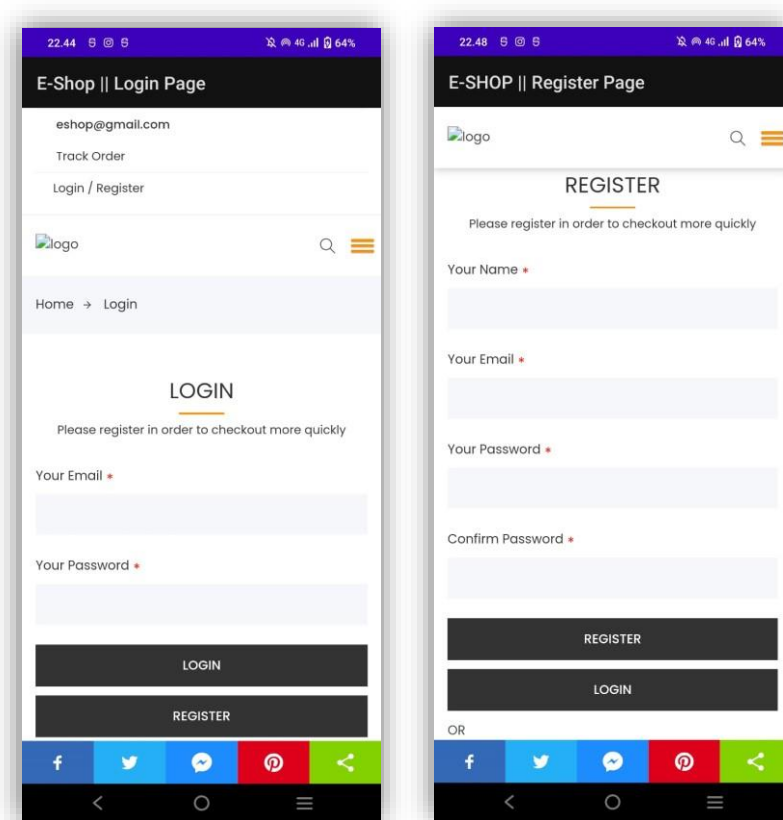 22.44
64%
E-Shop || Login Page
eshop@gmail.com
Track Order
Login / Register
logo
Home → Login
LOGIN
Please register in order to checkout more quickly
Your Email *
Your Password *
LOGIN
REGISTER
22.48
4G
64%
E-SHOP || Register Page
logo
REGISTER
Please register in order to checkout more quickly
Your Name *
Your Email *
Your Password *
Confirm Password *
REGISTER
LOGIN
OR